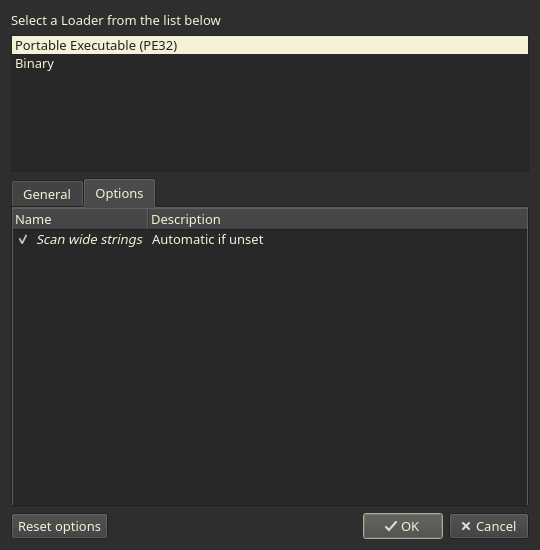 Select a Loader from the list below
Portable Executable (PE32)
Binary
General Options
Name Description
Scan wide strings Automatic if unset
Reset options OK Cancel